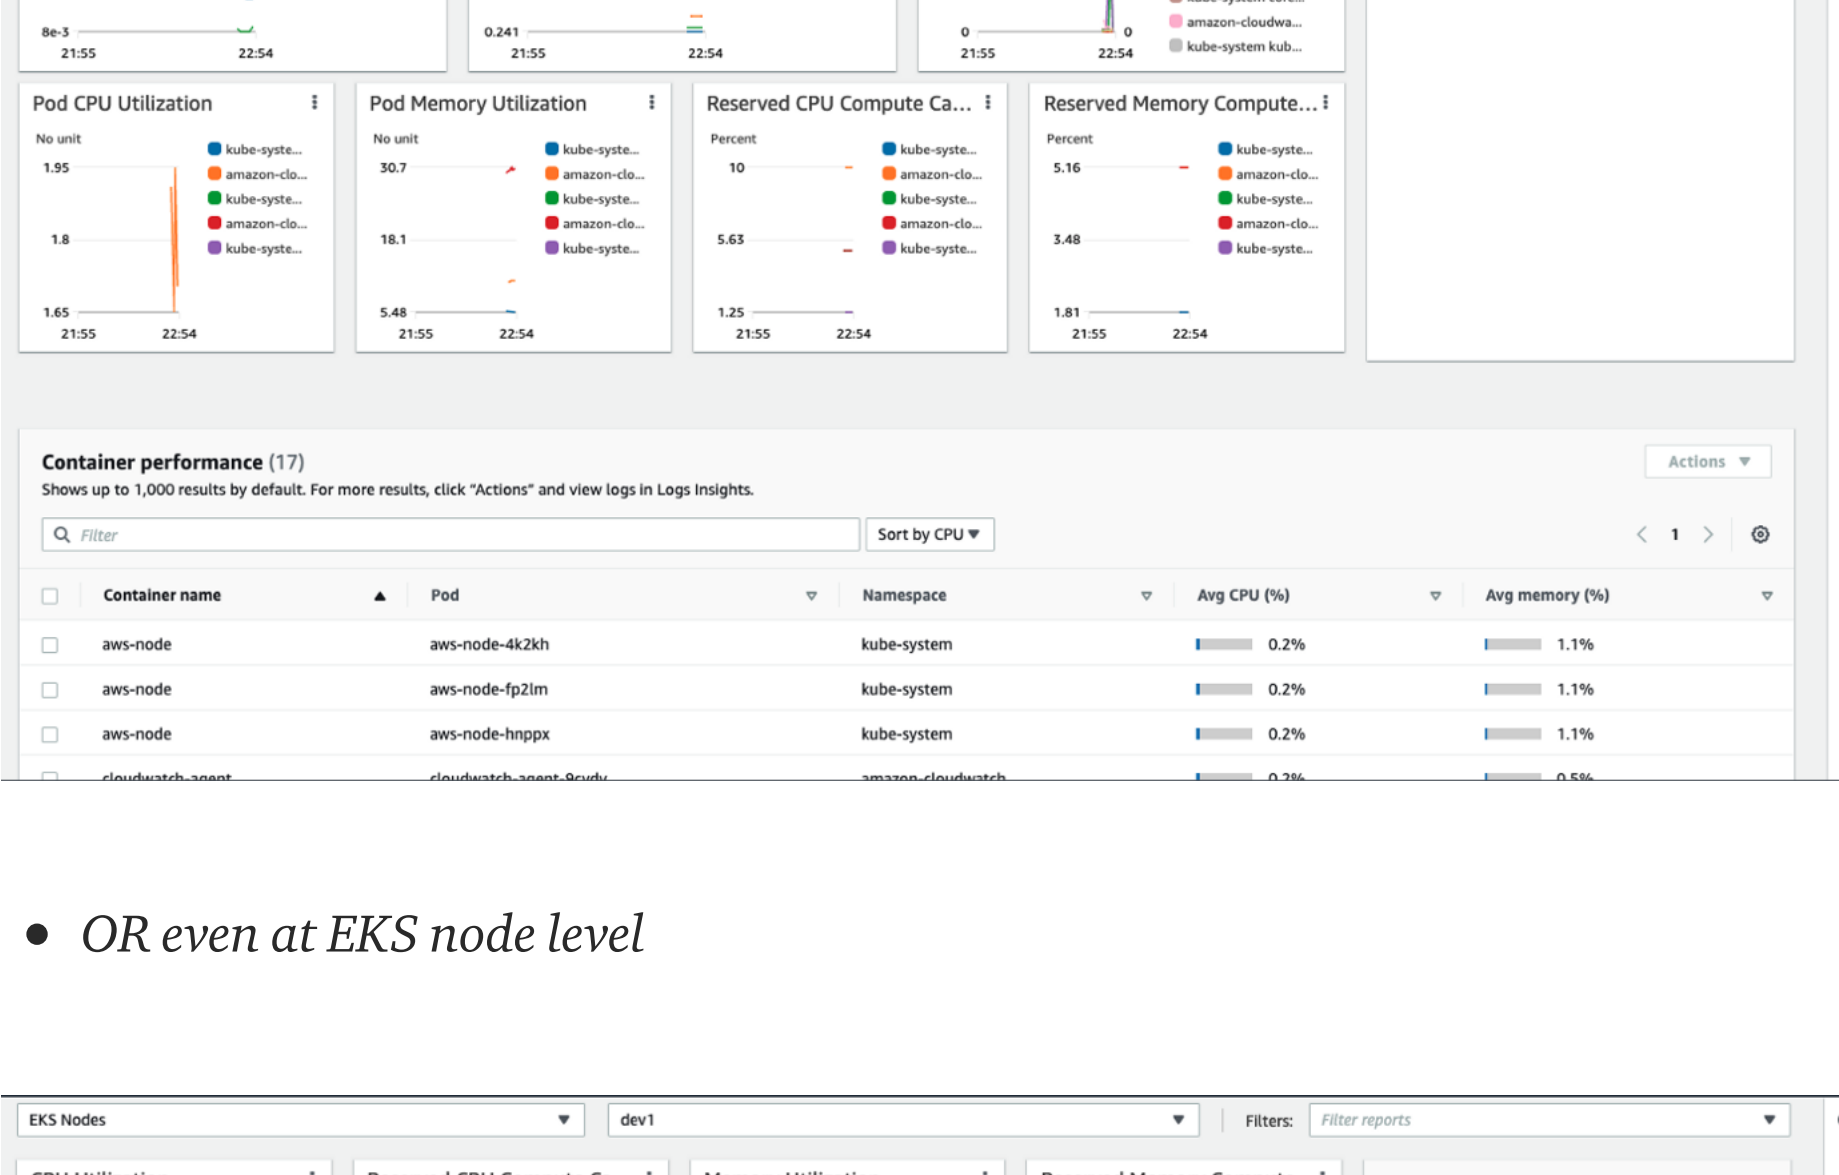 8e-3
21:55 22:54
0.241
21:55 22:54
0 0
21:55 22:54
amazon-cloudwa...
kube-system kub...
Pod CPU Utilization
No unit
1.95
1.8
1.65
21:55 22:54
kube-syste...
amazon-clo...
kube-syste...
amazon-clo...
kube-syste...
Pod Memory Utilization
No unit
30.7
18.1
5.48
21:55 22:54
kube-syste...
amazon-clo...
kube-syste...
amazon-clo...
kube-syste...
Reserved CPU Compute Ca...
Percent
10
5.63
1.25
21:55 22:54
kube-syste...
amazon-clo...
kube-syste...
amazon-clo...
kube-syste...
Reserved Memory Compute...
Percent
5.16
3.48
1.81
21:55 22:54
kube-syste...
amazon-clo...
kube-syste...
amazon-clo...
kube-syste...
Container performance (17)
Actions
Shows up to 1,000 results by default. For more results, click "Actions" and view logs in Logs Insights.
Filter Sort by CPU 1
Container name Pod Namespace Avg CPU (%) Avg memory (%)
aws-node aws-node-4k2kh kube-system 0.2% 1.1%
aws-node aws-node-fp2lm kube-system 0.2% 1.1%
aws-node aws-node-hnppx kube-system 0.2% 1.1%
cloudwatch-agent amazon-cloudwatch 0.2% 0.5%
• OR even at EKS node level
EKS Nodes dev1 Filters: Filter reports